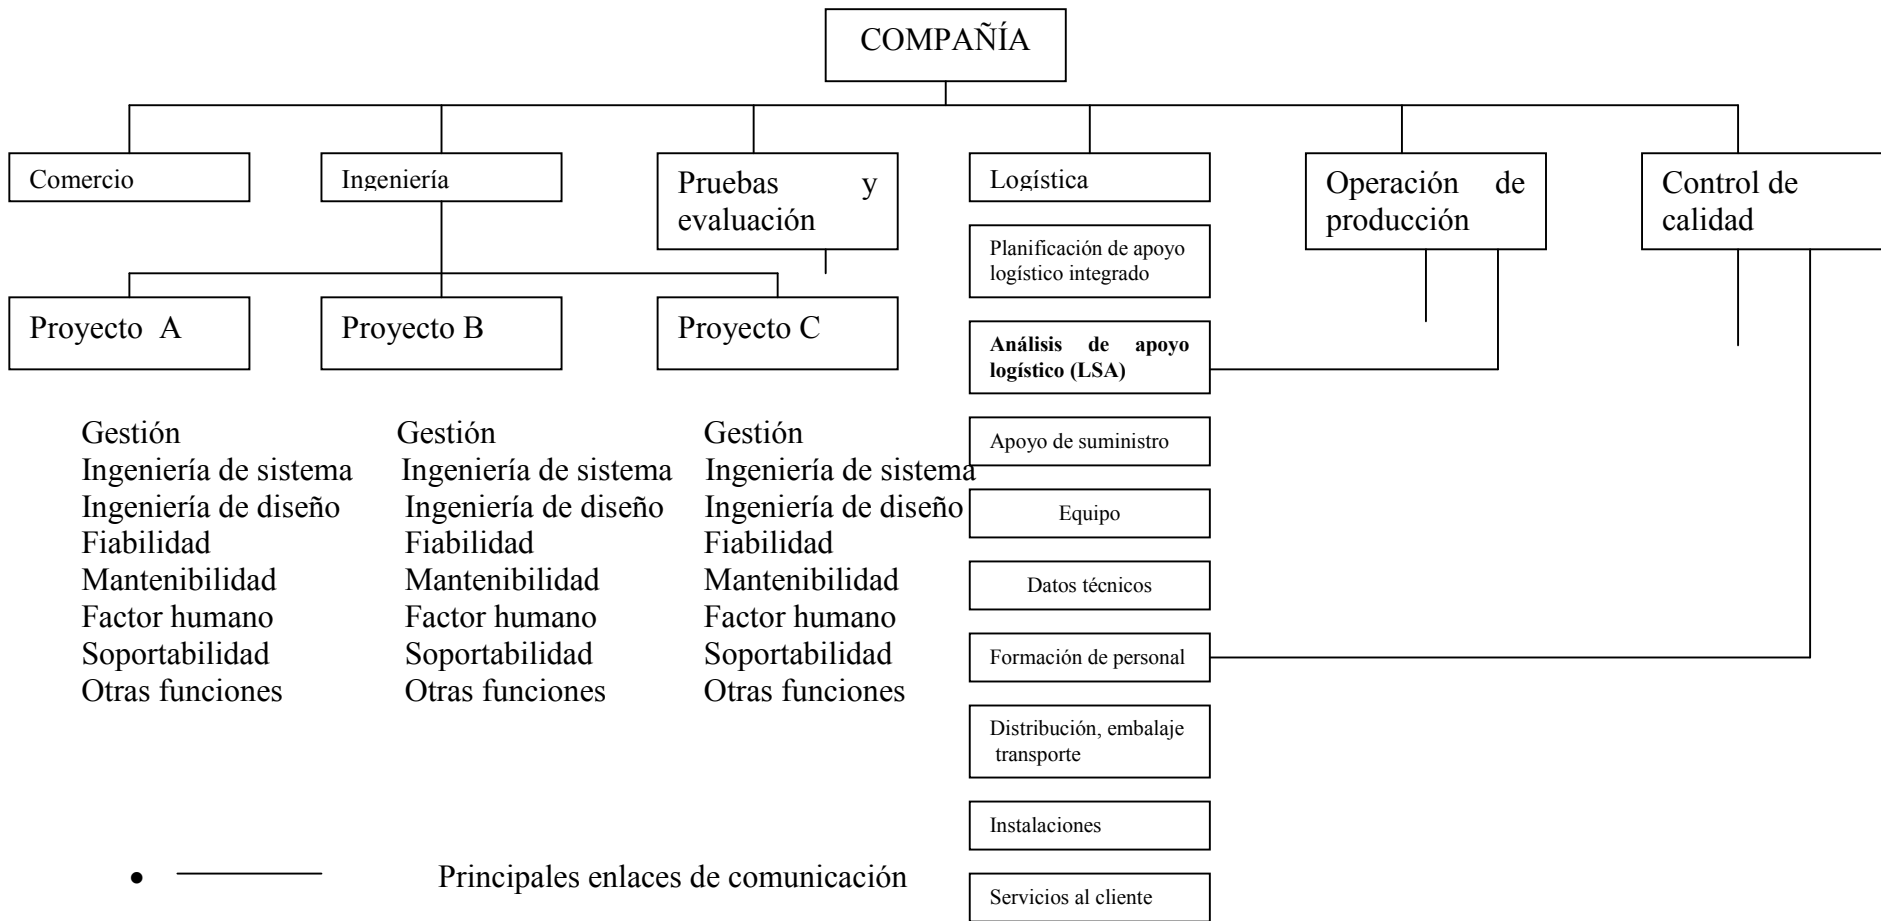 COMPAÑÍA
Comercio
Ingeniería
Pruebas y
evaluación
Logística
Operación de
producción
Control de
calidad
Planificación de apoyo
logístico integrado
Proyecto A
Proyecto B
Proyecto C
Análisis de apoyo
logístico (LSA)
Gestión
Ingeniería de sistema
Ingeniería de diseño
Fiabilidad
Mantenibilidad
Factor humano
Soportabilidad
Otras funciones
Gestión
Ingeniería de sistema
Ingeniería de diseño
Fiabilidad
Mantenibilidad
Factor humano
Soportabilidad
Otras funciones
Gestión
Ingeniería de sistema
Ingeniería de diseño
Fiabilidad
Mantenibilidad
Factor humano
Soportabilidad
Otras funciones
Apoyo de suministro
Equipo
Datos técnicos
Formación de personal
Distribución, embalaje
transporte
Instalaciones
Servicios al cliente
Principales enlaces de comunicación